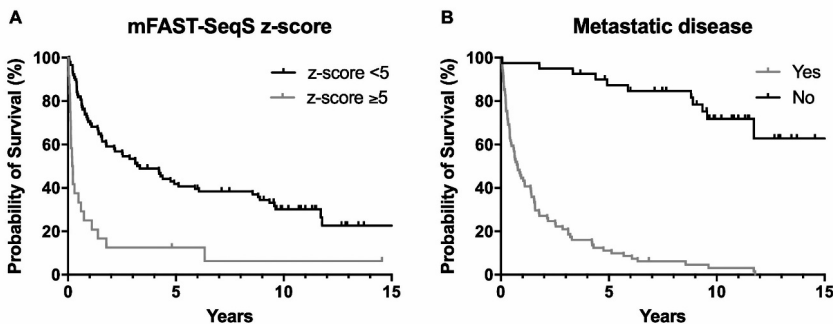 A
mFAST-SeqS z-score
Probability of Survival (%)
100
80
60
40
20
0
z-score <5
z-score ≥5
0 5 10 15
Years
B
Metastatic disease
Probability of Survival (%)
100
80
60
40
20
0
Yes
No
0 5 10 15
Years